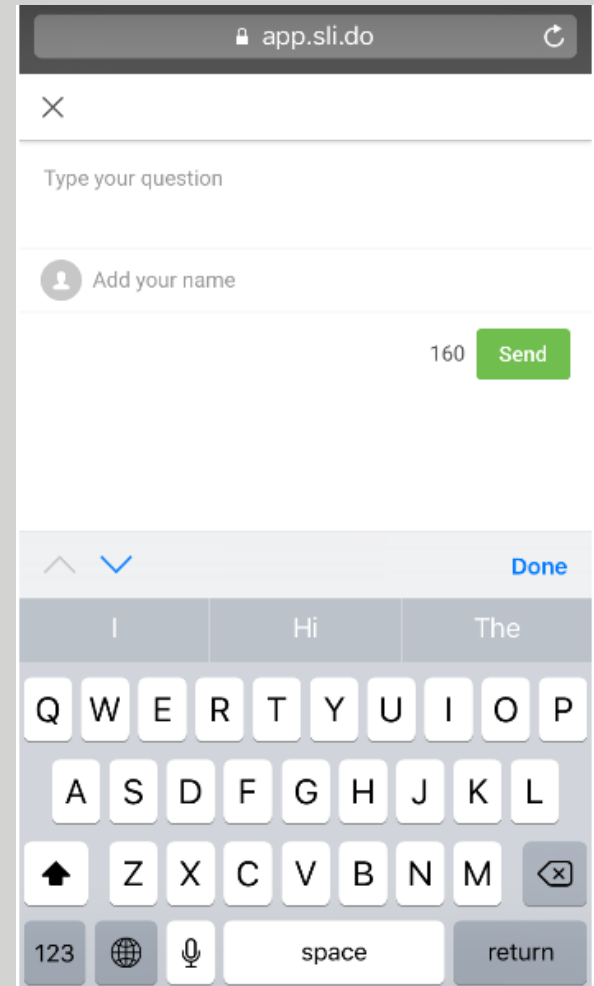 app.sli.do
Type your question
Add your name
160 Send
Done
I Hi The
Q W E R T Y U I O P
A S D F G H J K L
Z X C V B N M
123 space return